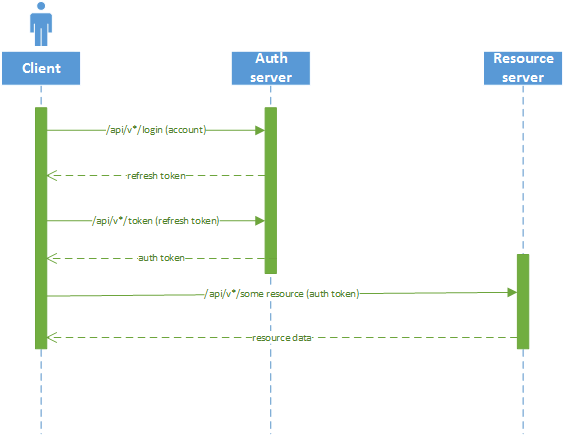 Client
Auth
server
Resource
server
/api/v*/login (account)
refresh token
/api/v*/token (refresh token)
auth token
/api/v*/some resource (auth token)
resource data